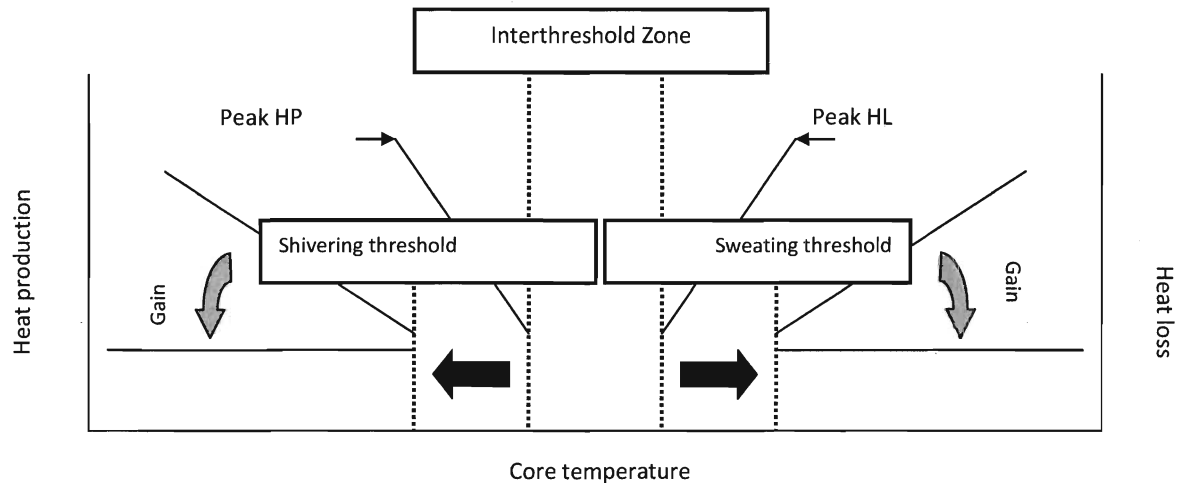 Interthreshold Zone
Peak HP
Peak HL
Shivering threshold
Sweating threshold
Heat production
Gain
Gain
Heat loss
Core temperature